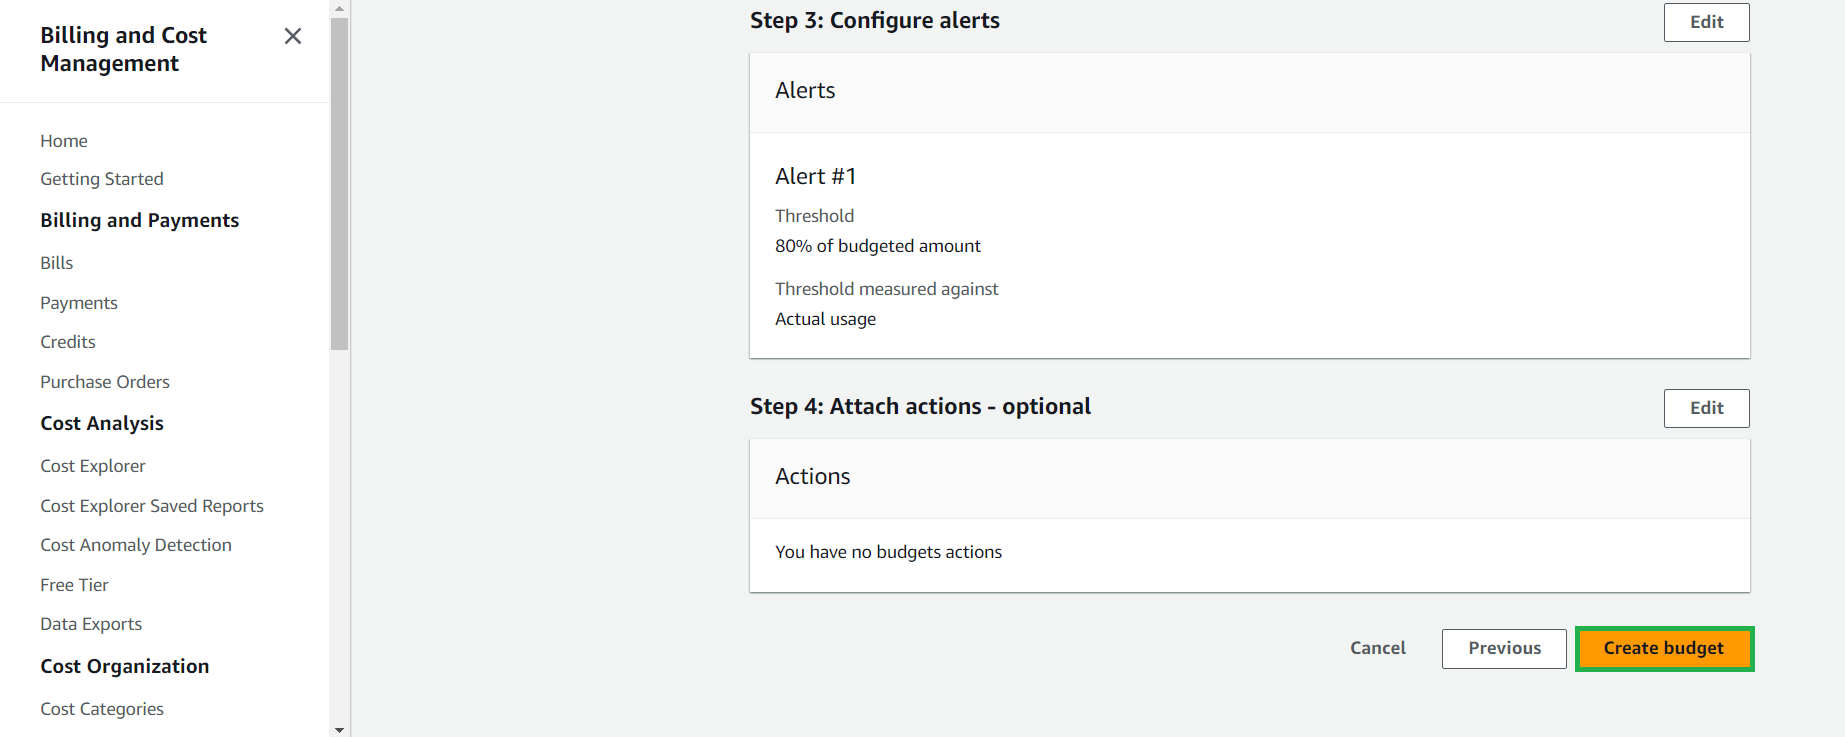 Billing and Cost
Management
Home
Getting Started
Billing and Payments
Bills
Payments
Credits
Purchase Orders
Cost Analysis
Cost Explorer
Cost Explorer Saved Reports
Cost Anomaly Detection
Free Tier
Data Exports
Cost Organization
Cost Categories
Step 3: Configure alerts
Edit
Alerts
Alert #1
Threshold
80% of budgeted amount
Threshold measured against
Actual usage
Step 4: Attach actions - optional
Edit
Actions
You have no budgets actions
Cancel
Previous
Create budget